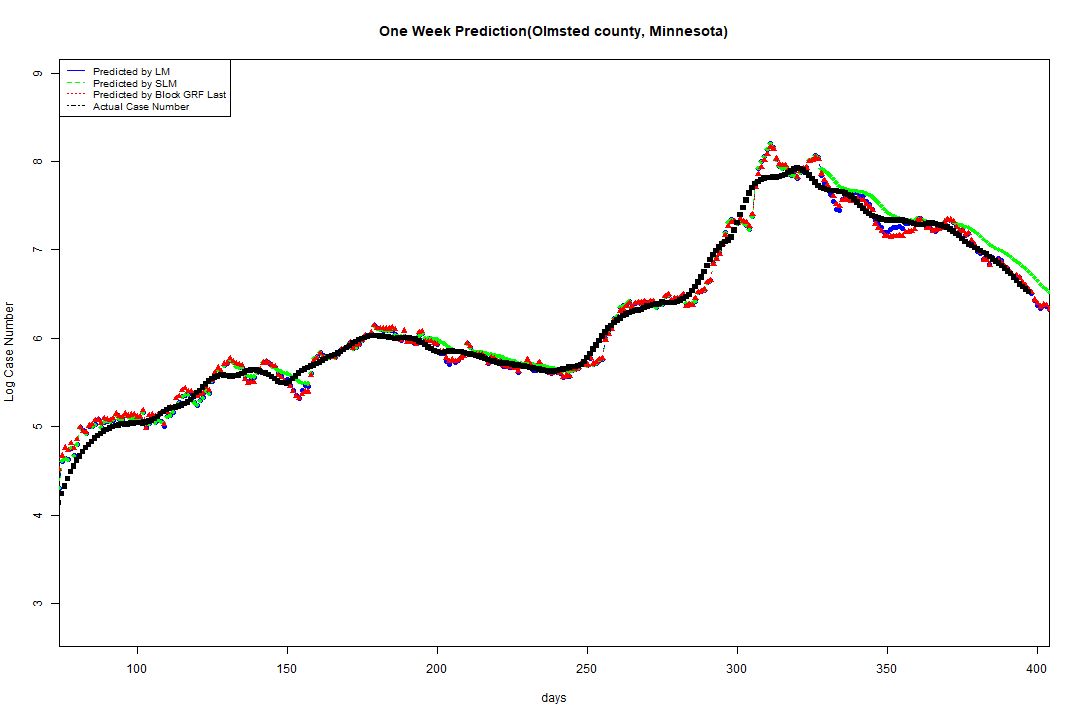 One Week Prediction(Olmsted county, Minnesota)
Predicted by LM
Predicted by SLM
Predicted by Block GRF Last
Actual Case Number
Log Case Number
9
8
7
6
5
4
3
100 150 200 250 300 350 400
days